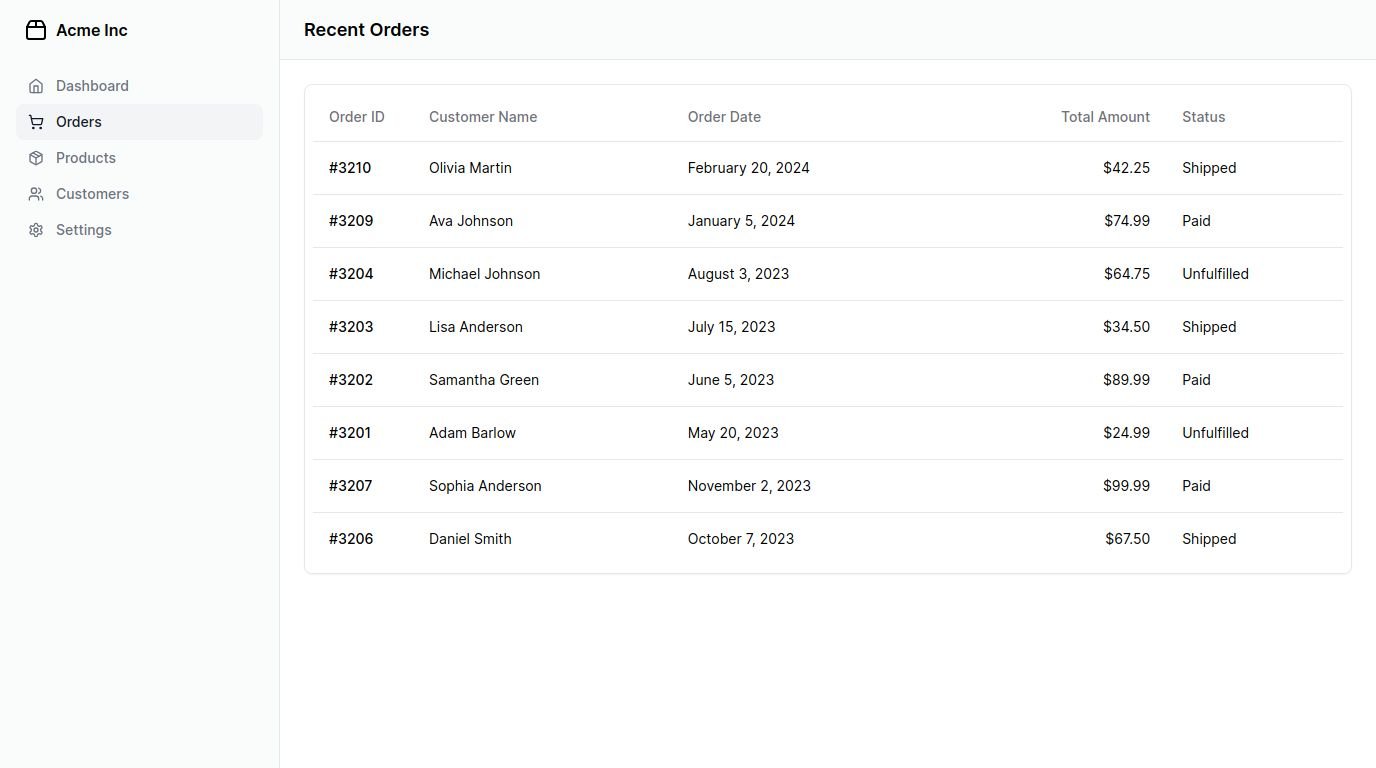 Acme Inc
Recent Orders
Dashboard
Orders
Products
Customers
Settings
Order ID Customer Name Order Date Total Amount Status
#3210 Olivia Martin February 20, 2024 $42.25 Shipped
#3209 Ava Johnson January 5, 2024 $74.99 Paid
#3204 Michael Johnson August 3, 2023 $64.75 Unfulfilled
#3203 Lisa Anderson July 15, 2023 $34.50 Shipped
#3202 Samantha Green June 5, 2023 $89.99 Paid
#3201 Adam Barlow May 20, 2023 $24.99 Unfulfilled
#3207 Sophia Anderson November 2, 2023 $99.99 Paid
#3206 Daniel Smith October 7, 2023 $67.50 Shipped